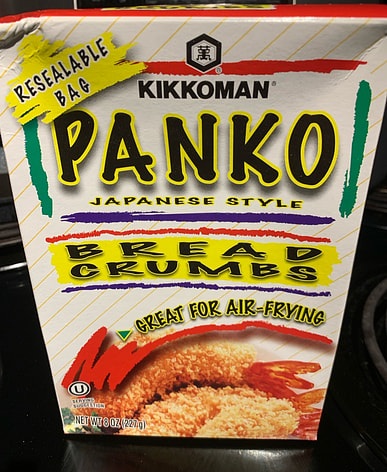 RESEALABLE
BAG
萬
KIKKOMAN®
PANKO
JAPANESE STYLE
BREAD
CRUMBS
GREAT FOR AIR-FRYING
U
SERVING
SUGGESTION
NET WT 8 OZ (227g)